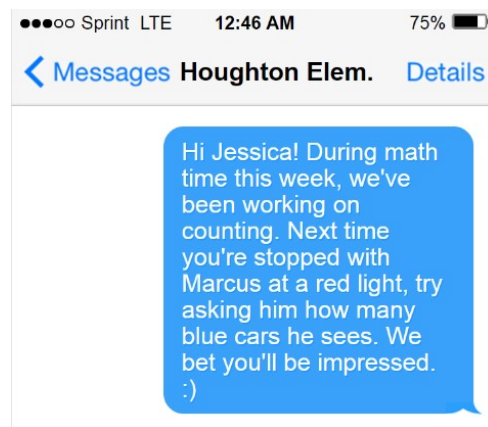 Sprint LTE 12:46 AM 75%
Messages Houghton Elem. Details
Hi Jessica! During math
time this week, we've
been working on
counting. Next time
you're stopped with
Marcus at a red light, try
asking him how many
blue cars he sees. We
bet you'll be impressed.
:)